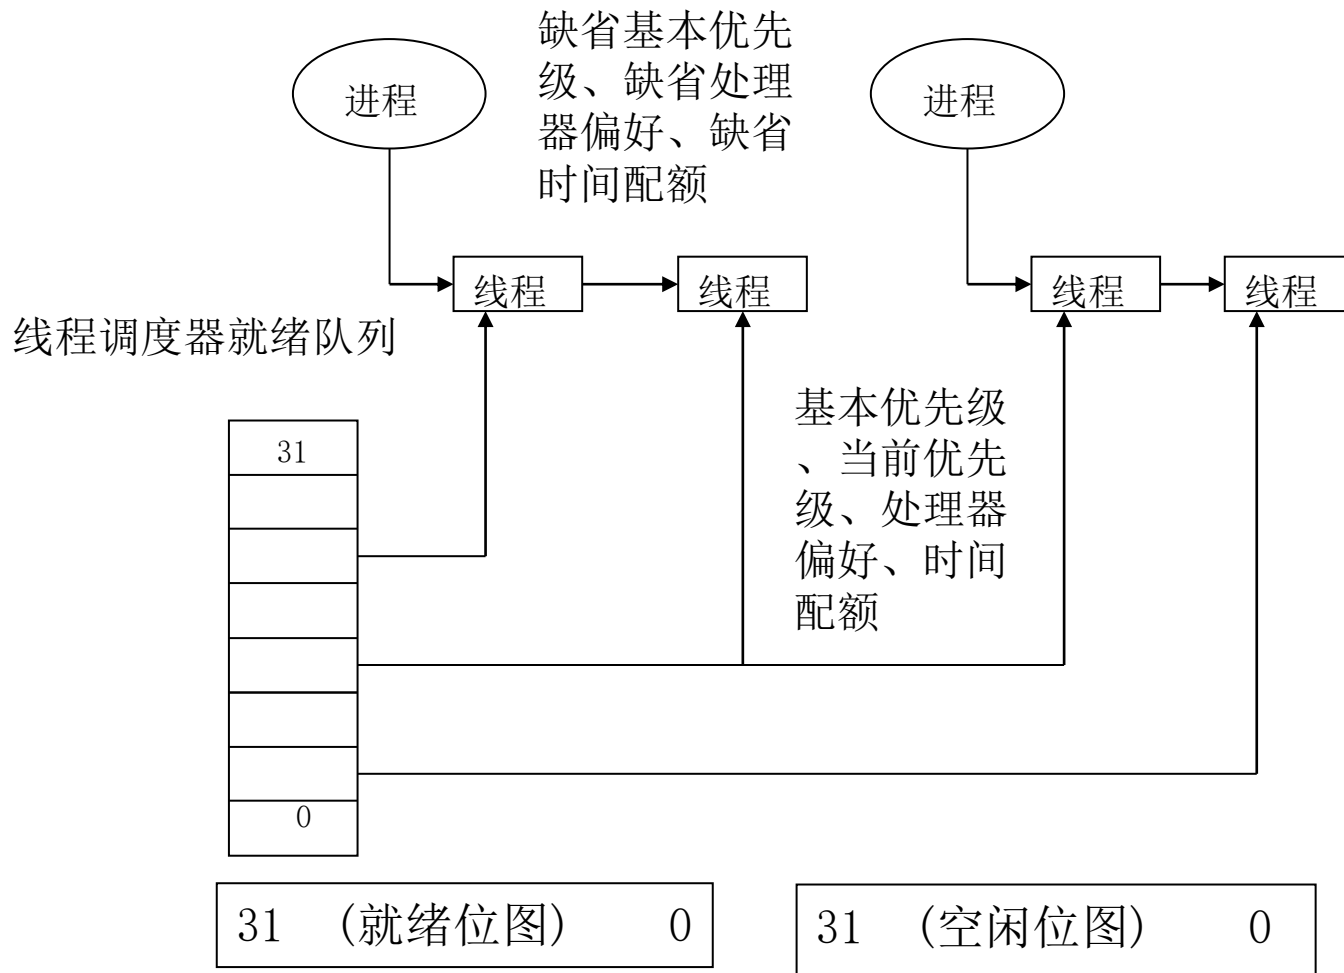 缺省基本优先
级、缺省处理
器偏好、缺省
时间配额
进程
进程
线程
线程
线程
线程
线程调度器就绪队列
基本优先级
、当前优先
级、处理器
偏好、时间
配额
31
0
31 (就绪位图) 0
31 (空闲位图) 0